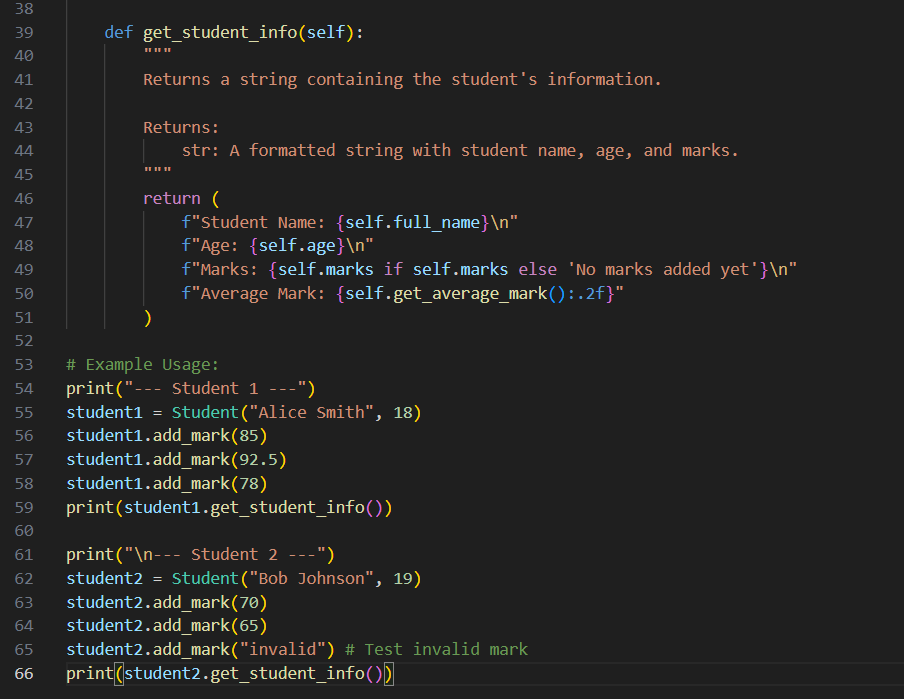 38
39     def get_student_info(self):
40         """
41         Returns a string containing the student's information.
42
43         Returns:
44             str: A formatted string with student name, age, and marks.
45         """
46         return (
47             f"Student Name: {self.full_name}\n"
48             f"Age: {self.age}\n"
49             f"Marks: {self.marks if self.marks else 'No marks added yet'}\n"
50             f"Average Mark: {self.get_average_mark():.2f}"
51         )
52
53 # Example Usage:
54 print("--- Student 1 ---")
55 student1 = Student("Alice Smith", 18)
56 student1.add_mark(85)
57 student1.add_mark(92.5)
58 student1.add_mark(78)
59 print(student1.get_student_info())
60
61 print("\n--- Student 2 ---")
62 student2 = Student("Bob Johnson", 19)
63 student2.add_mark(70)
64 student2.add_mark(65)
65 student2.add_mark("invalid") # Test invalid mark
66 print(student2.get_student_info())